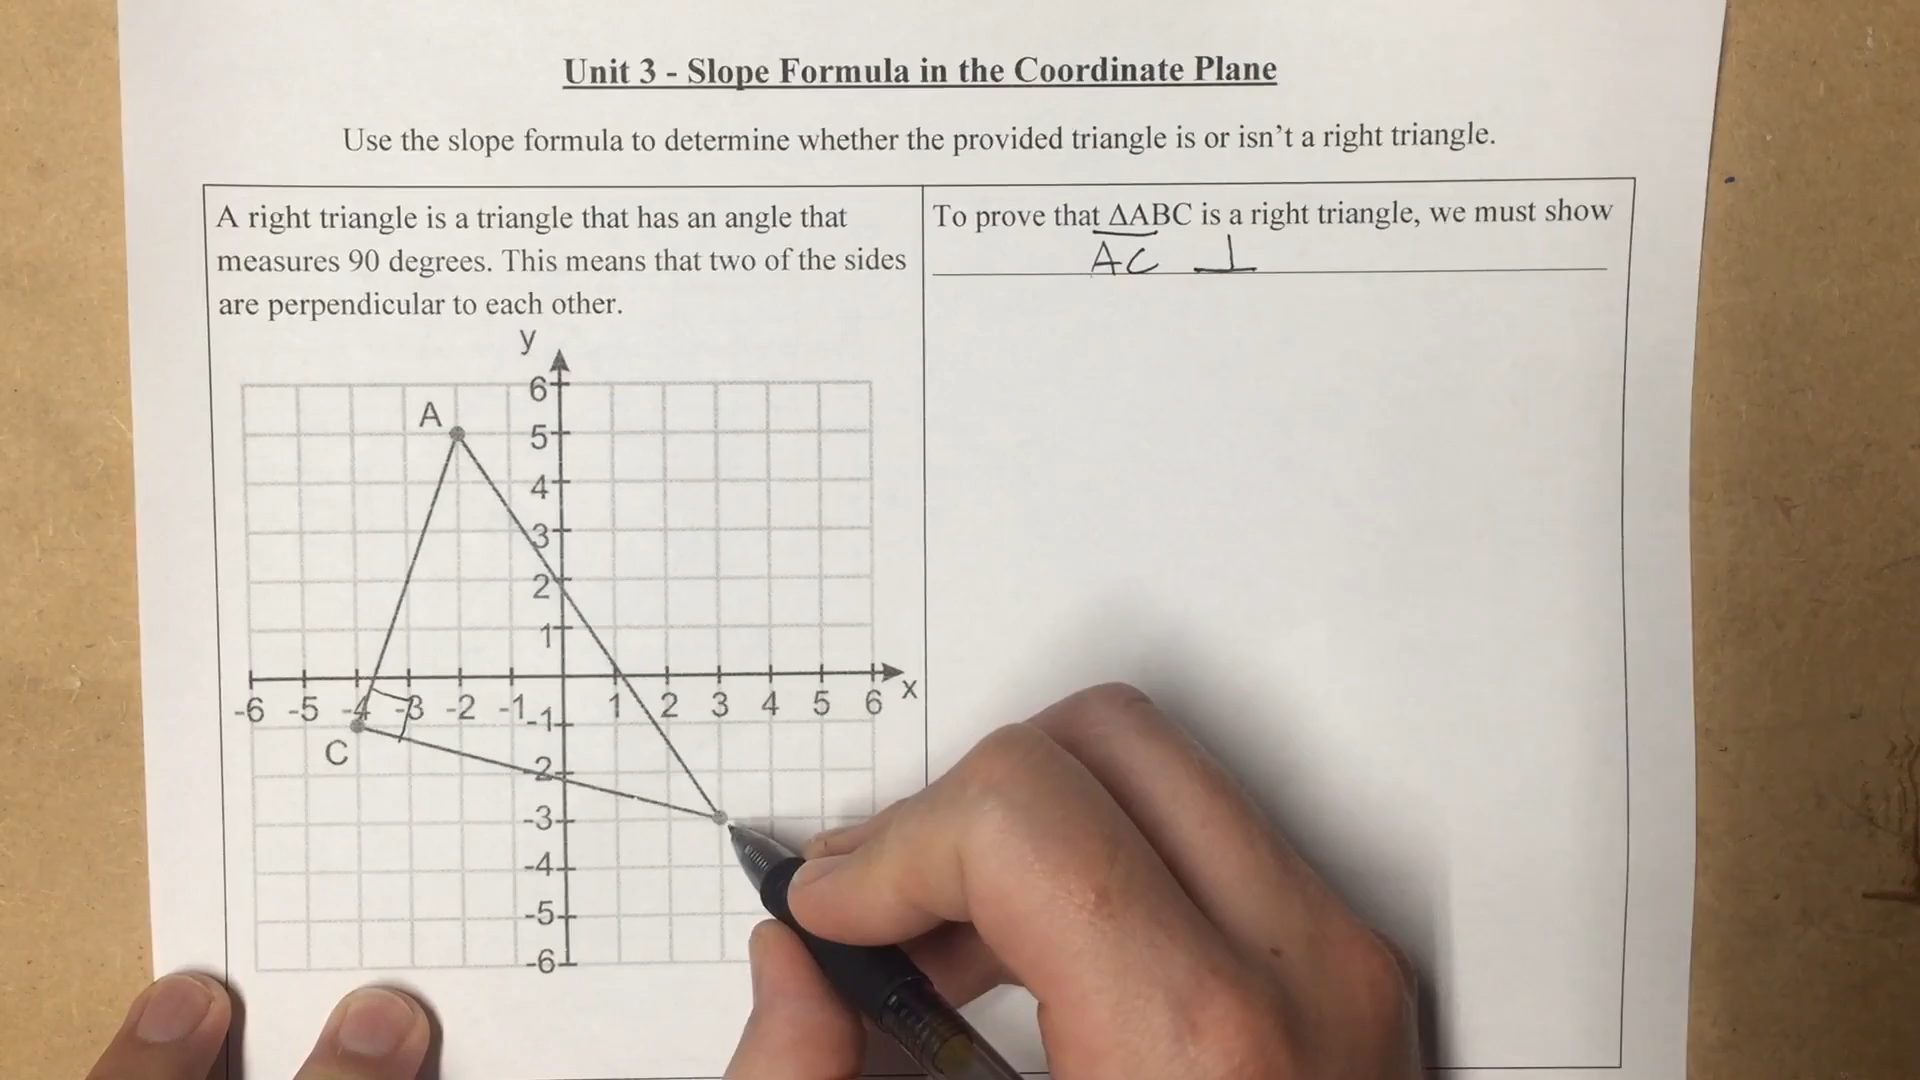 Unit 3 - Slope Formula in the Coordinate Plane
Use the slope formula to determine whether the provided triangle is or isn't a right triangle.
A right triangle is a triangle that has an angle that
measures 90 degrees. This means that two of the sides
are perpendicular to each other.
To prove that ΔABC is a right triangle, we must show
AC ⊥
y
6
A
5
4
3
2
1
-6 -5 -4 -3 -2 -1 1 2 3 4 5 6 x
-1
C
-2
-3
-4
-5
-6